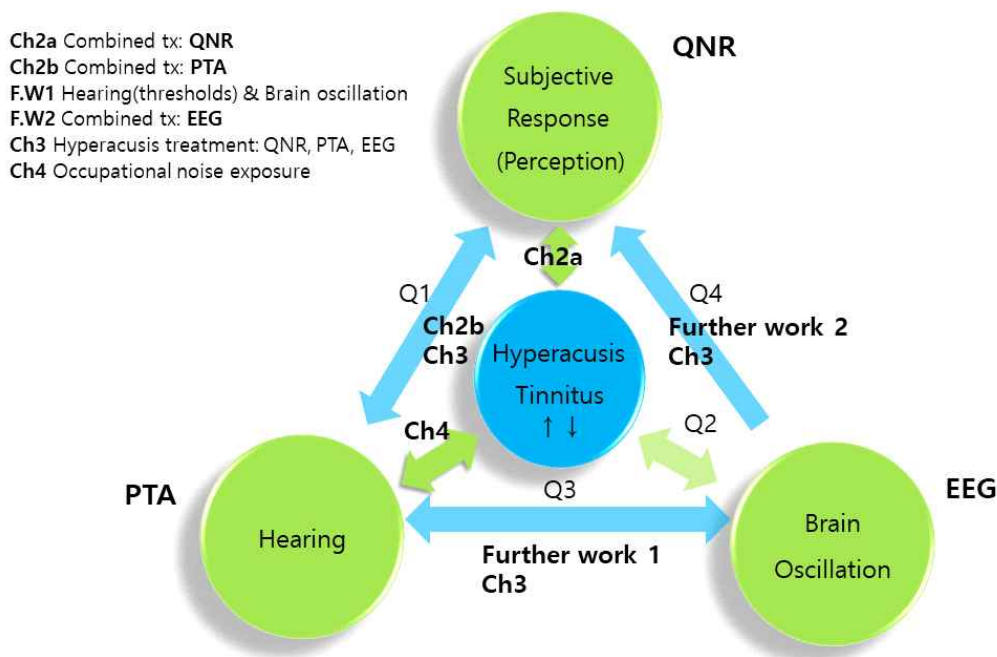 Ch2a Combined tx: QNR
Ch2b Combined tx: PTA
F.W1 Hearing(thresholds) & Brain oscillation
F.W2 Combined tx: EEG
Ch3 Hyperacusis treatment: QNR, PTA, EEG
Ch4 Occupational noise exposure
QNR
Subjective
Response
(Perception)
Ch2a
Q1
Ch2b
Ch3
Q4
Further work 2
Ch3
Hyperacusis
Tinnitus
↑ ↓
Ch4
Q2
PTA
Hearing
Q3
Further work 1
Ch3
EEG
Brain
Oscillation